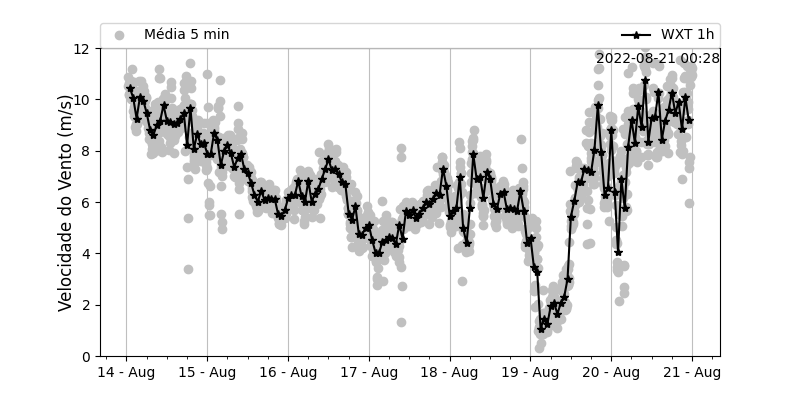 Média 5 min
WXT 1h
2022-08-21 00:28
Velocidade do Vento (m/s)
12
10
8
6
4
2
0
14 - Aug
15 - Aug
16 - Aug
17 - Aug
18 - Aug
19 - Aug
20 - Aug
21 - Aug